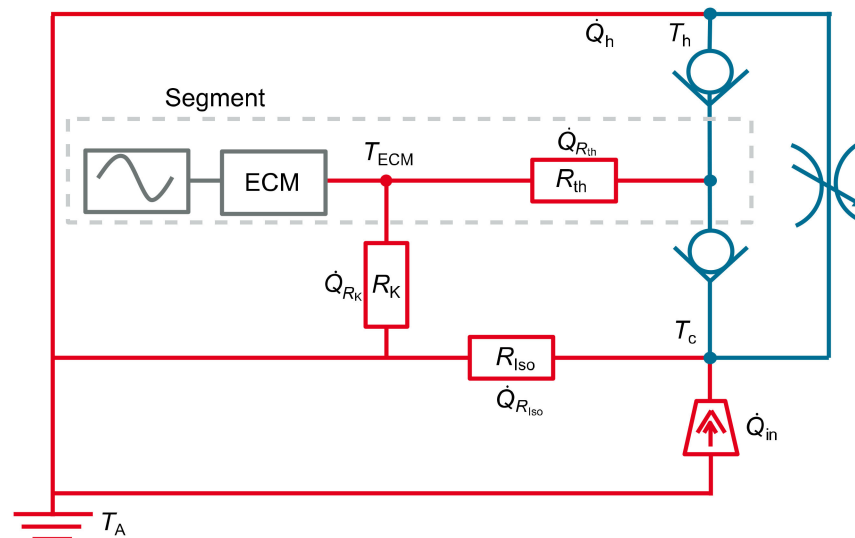 Q̇h
Th
Segment
TECM
Q̇Rth
ECM
Rth
Q̇RK
RK
Tc
RIso
Q̇RIso
Q̇in
TA